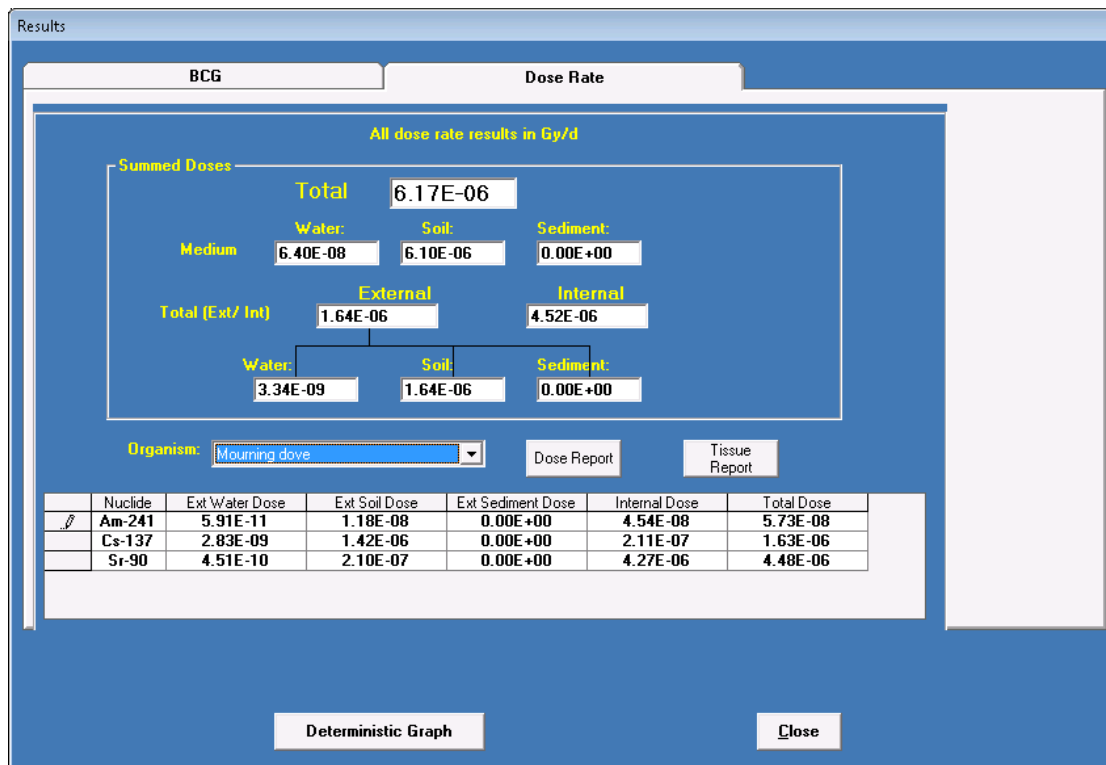 Results
BCG Dose Rate
All dose rate results in Gy/d
Summed Doses
Total 6.17E-06
Water: Soil: Sediment:
Medium 6.40E-08 6.10E-06 0.00E+00
External Internal
Total (Ext/ Int) 1.64E-06 4.52E-06
Water: Soil: Sediment:
3.34E-09 1.64E-06 0.00E+00
Organism: Mourning dove Dose Report Tissue Report
Nuclide Ext Water Dose Ext Soil Dose Ext Sediment Dose Internal Dose Total Dose
Am-241 5.91E-11 1.18E-08 0.00E+00 4.54E-08 5.73E-08
Cs-137 2.83E-09 1.42E-06 0.00E+00 2.11E-07 1.63E-06
Sr-90 4.51E-10 2.10E-07 0.00E+00 4.27E-06 4.48E-06
Deterministic Graph Close